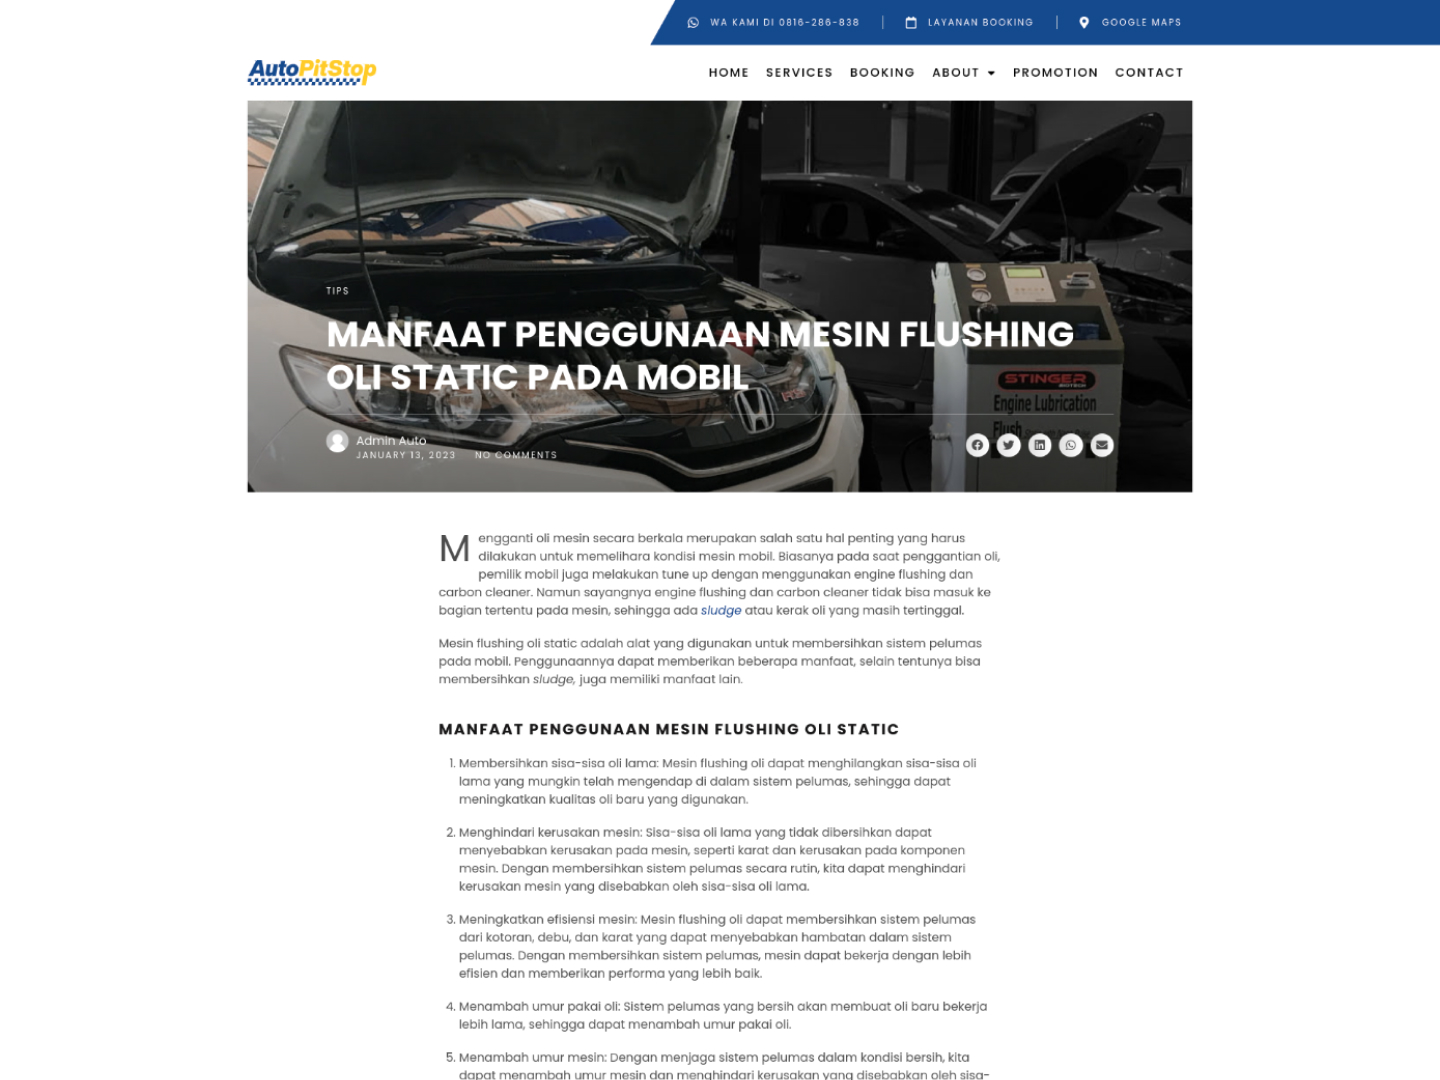 WA KAMI DI 0816-286-838
LAYANAN BOOKING
GOOGLE MAPS
AutoPitStop
HOME SERVICES BOOKING ABOUT PROMOTION CONTACT
TIPS
MANFAAT PENGGUNAAN MESIN FLUSHING
OLI STATIC PADA MOBIL
STINGER
Engine Lubrication
Flush
Admin Auto
JANUARY 13, 2023 NO COMMENTS
Mengganti oli mesin secara berkala merupakan salah satu hal penting yang harus
dilakukan untuk memelihara kondisi mesin mobil. Biasanya pada saat penggantian oli,
pemilik mobil juga melakukan tune up dengan menggunakan engine flushing dan
carbon cleaner. Namun sayangnya engine flushing dan carbon cleaner tidak bisa masuk ke
bagian tertentu pada mesin, sehingga ada sludge atau kerak oli yang masih tertinggal.
Mesin flushing oli static adalah alat yang digunakan untuk membersihkan sistem pelumas
pada mobil. Penggunaannya dapat memberikan beberapa manfaat, selain tentunya bisa
membersihkan sludge, juga memiliki manfaat lain.
MANFAAT PENGGUNAAN MESIN FLUSHING OLI STATIC
1. Membersihkan sisa-sisa oli lama: Mesin flushing oli dapat menghilangkan sisa-sisa oli
lama yang mungkin telah mengendap di dalam sistem pelumas, sehingga dapat
meningkatkan kualitas oli baru yang digunakan.
2. Menghindari kerusakan mesin: Sisa-sisa oli lama yang tidak dibersihkan dapat
menyebabkan kerusakan pada mesin, seperti karat dan kerusakan pada komponen
mesin. Dengan membersihkan sistem pelumas secara rutin, kita dapat menghindari
kerusakan mesin yang disebabkan oleh sisa-sisa oli lama.
3. Meningkatkan efisiensi mesin: Mesin flushing oli dapat membersihkan sistem pelumas
dari kotoran, debu, dan karat yang dapat menyebabkan hambatan dalam sistem
pelumas. Dengan membersihkan sistem pelumas, mesin dapat bekerja dengan lebih
efisien dan memberikan performa yang lebih baik.
4. Menambah umur pakai oli: Sistem pelumas yang bersih akan membuat oli baru bekerja
lebih lama, sehingga dapat menambah umur pakai oli.
5. Menambah umur mesin: Dengan menjaga sistem pelumas dalam kondisi bersih, kita
dapat menambah umur mesin dan menghindari kerusakan yang disebabkan oleh sisa-